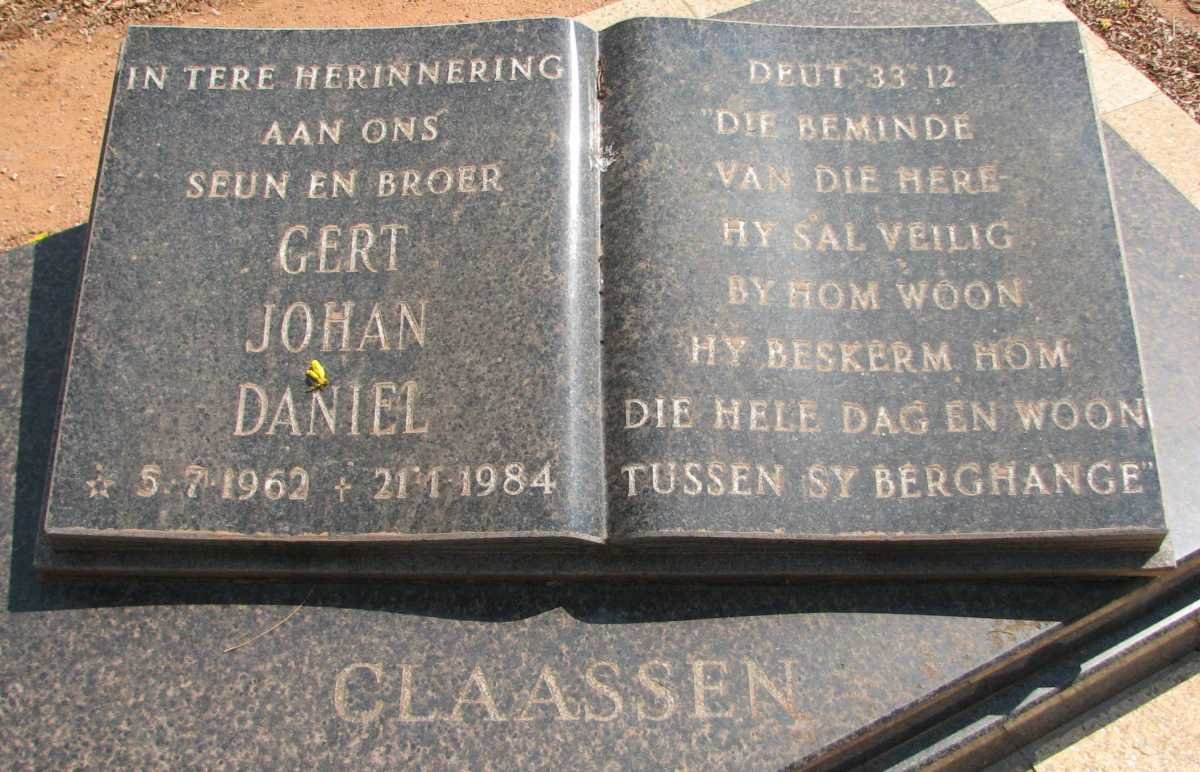 IN TERE HERINNERING
AAN ONS
SEUN EN BROER
GERT
JOHAN
DANIEL
☆ 5·7·1962 + 21·1·1984
DEUT 33 12
"DIE BEMINDE
VAN DIE HERE-
HY SAL VEILIG
BY HOM WOON
HY BESKERM HOM
DIE HELE DAG EN WOON
TUSSEN SY BERGHANGE"
CLAASSEN